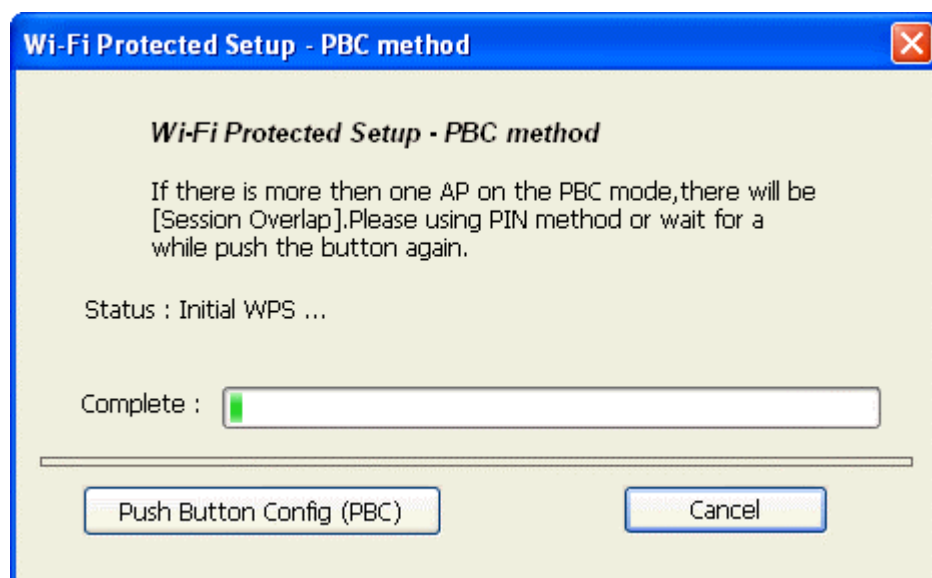 Wi-Fi Protected Setup - PBC method
Wi-Fi Protected Setup - PBC method
If there is more then one AP on the PBC mode,there will be
[Session Overlap].Please using PIN method or wait for a
while push the button again.
Status : Initial WPS ...
Complete :
Push Button Config (PBC)
Cancel